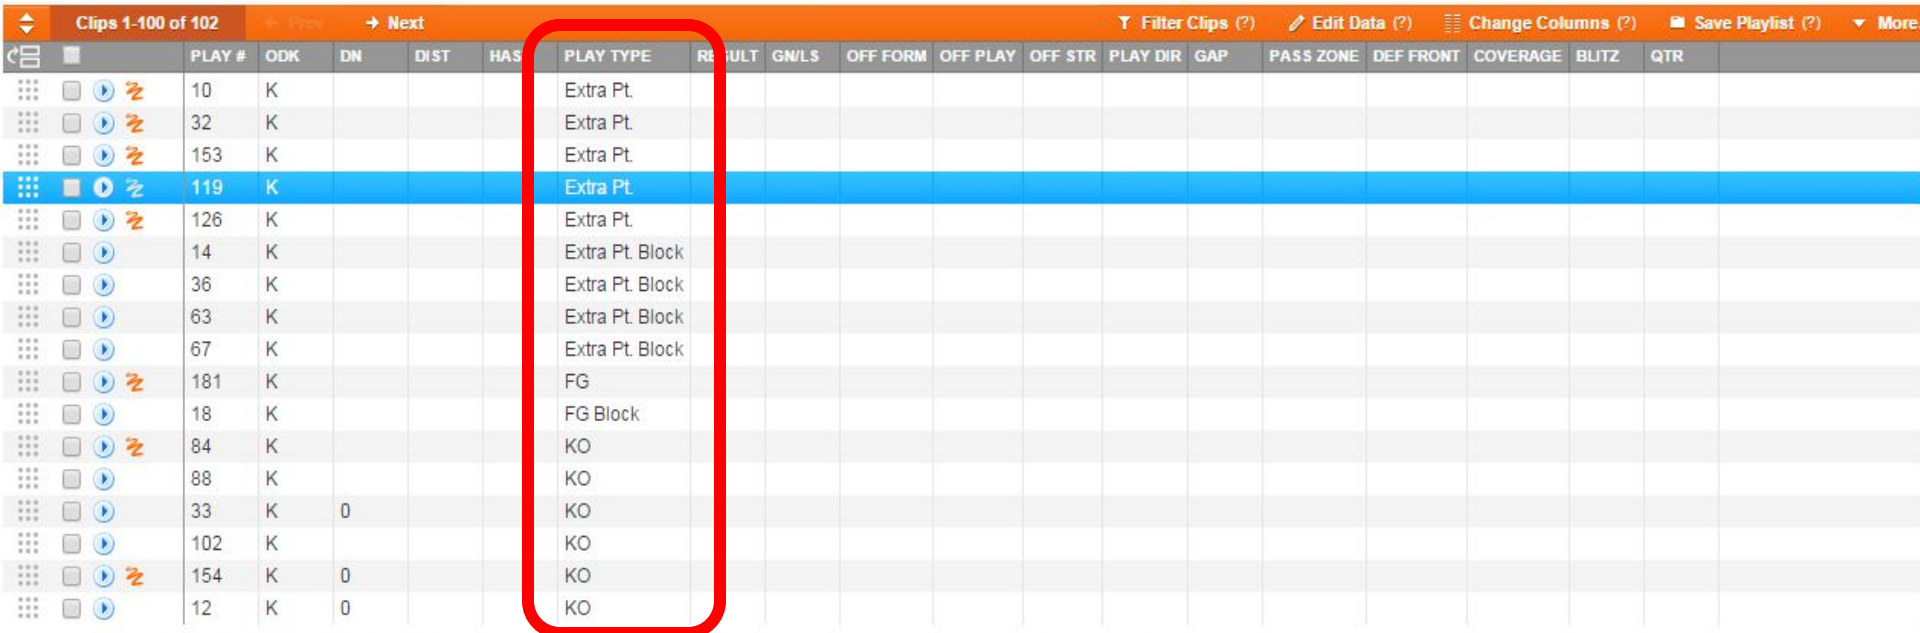 Clips 1-100 of 102 ← Prev → Next Filter Clips (?) Edit Data (?) Change Columns (?) Save Playlist (?) More
PLAY # ODK DN DIST HAS PLAY TYPE RESULT GN/LS OFF FORM OFF PLAY OFF STR PLAY DIR GAP PASS ZONE DEF FRONT COVERAGE BLITZ QTR
10 K Extra Pt.
32 K Extra Pt.
153 K Extra Pt.
119 K Extra Pt.
126 K Extra Pt.
14 K Extra Pt. Block
36 K Extra Pt. Block
63 K Extra Pt. Block
67 K Extra Pt. Block
181 K FG
18 K FG Block
84 K KO
88 K KO
33 K 0 KO
102 K KO
154 K 0 KO
12 K 0 KO